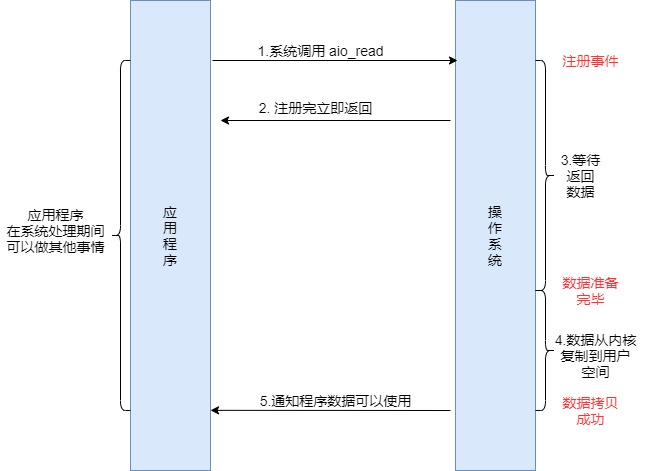 1.系统调用 aio_read
注册事件
2. 注册完立即返回
3.等待
返回
数据
应用程序
在系统处理期间
可以做其他事情
应
用
程
序
操
作
系
统
数据准备
完毕
4.数据从内核
复制到用户
空间
5.通知程序数据可以使用
数据拷贝
成功